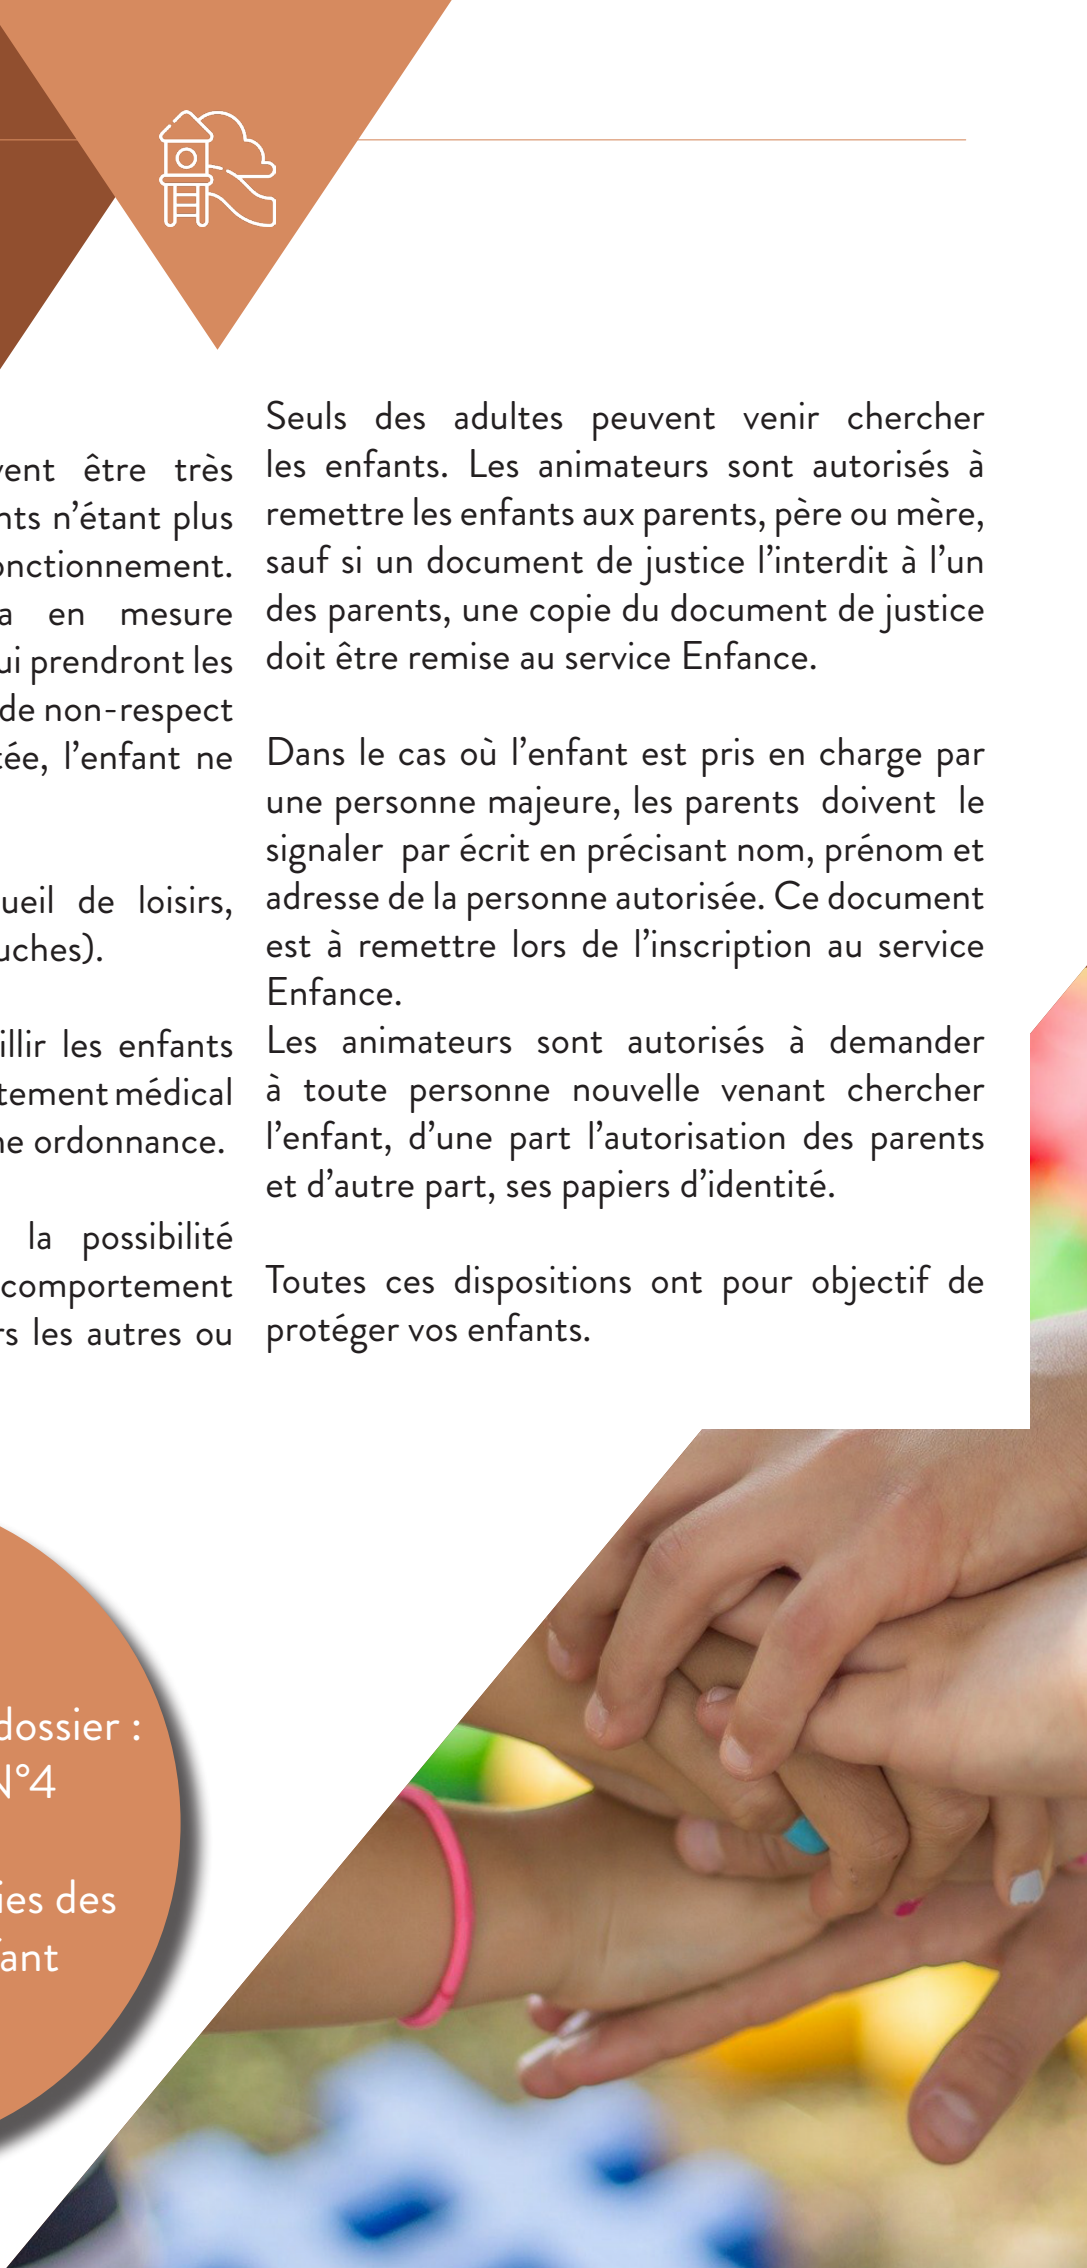 être très
n’étant plus
en mesure
prendront les
de non-respect
l’enfant ne
de loisirs,
les enfants
médical
ordonnance.
la possibilité
comportement
les autres ou
Seuls des adultes peuvent venir chercher
les enfants. Les animateurs sont autorisés à
remettre les enfants aux parents, père ou mère,
sauf si un document de justice l’interdit à l’un
des parents, une copie du document de justice
doit être remise au service Enfance.
Dans le cas où l’enfant est pris en charge par
une personne majeure, les parents doivent le
signaler par écrit en précisant nom, prénom et
adresse de la personne autorisée. Ce document
est à remettre lors de l’inscription au service
Enfance.
Les animateurs sont autorisés à demander
à toute personne nouvelle venant chercher
l’enfant, d’une part l’autorisation des parents
et d’autre part, ses papiers d’identité.
Toutes ces dispositions ont pour objectif de
protéger vos enfants.
dossier :
N°4
des